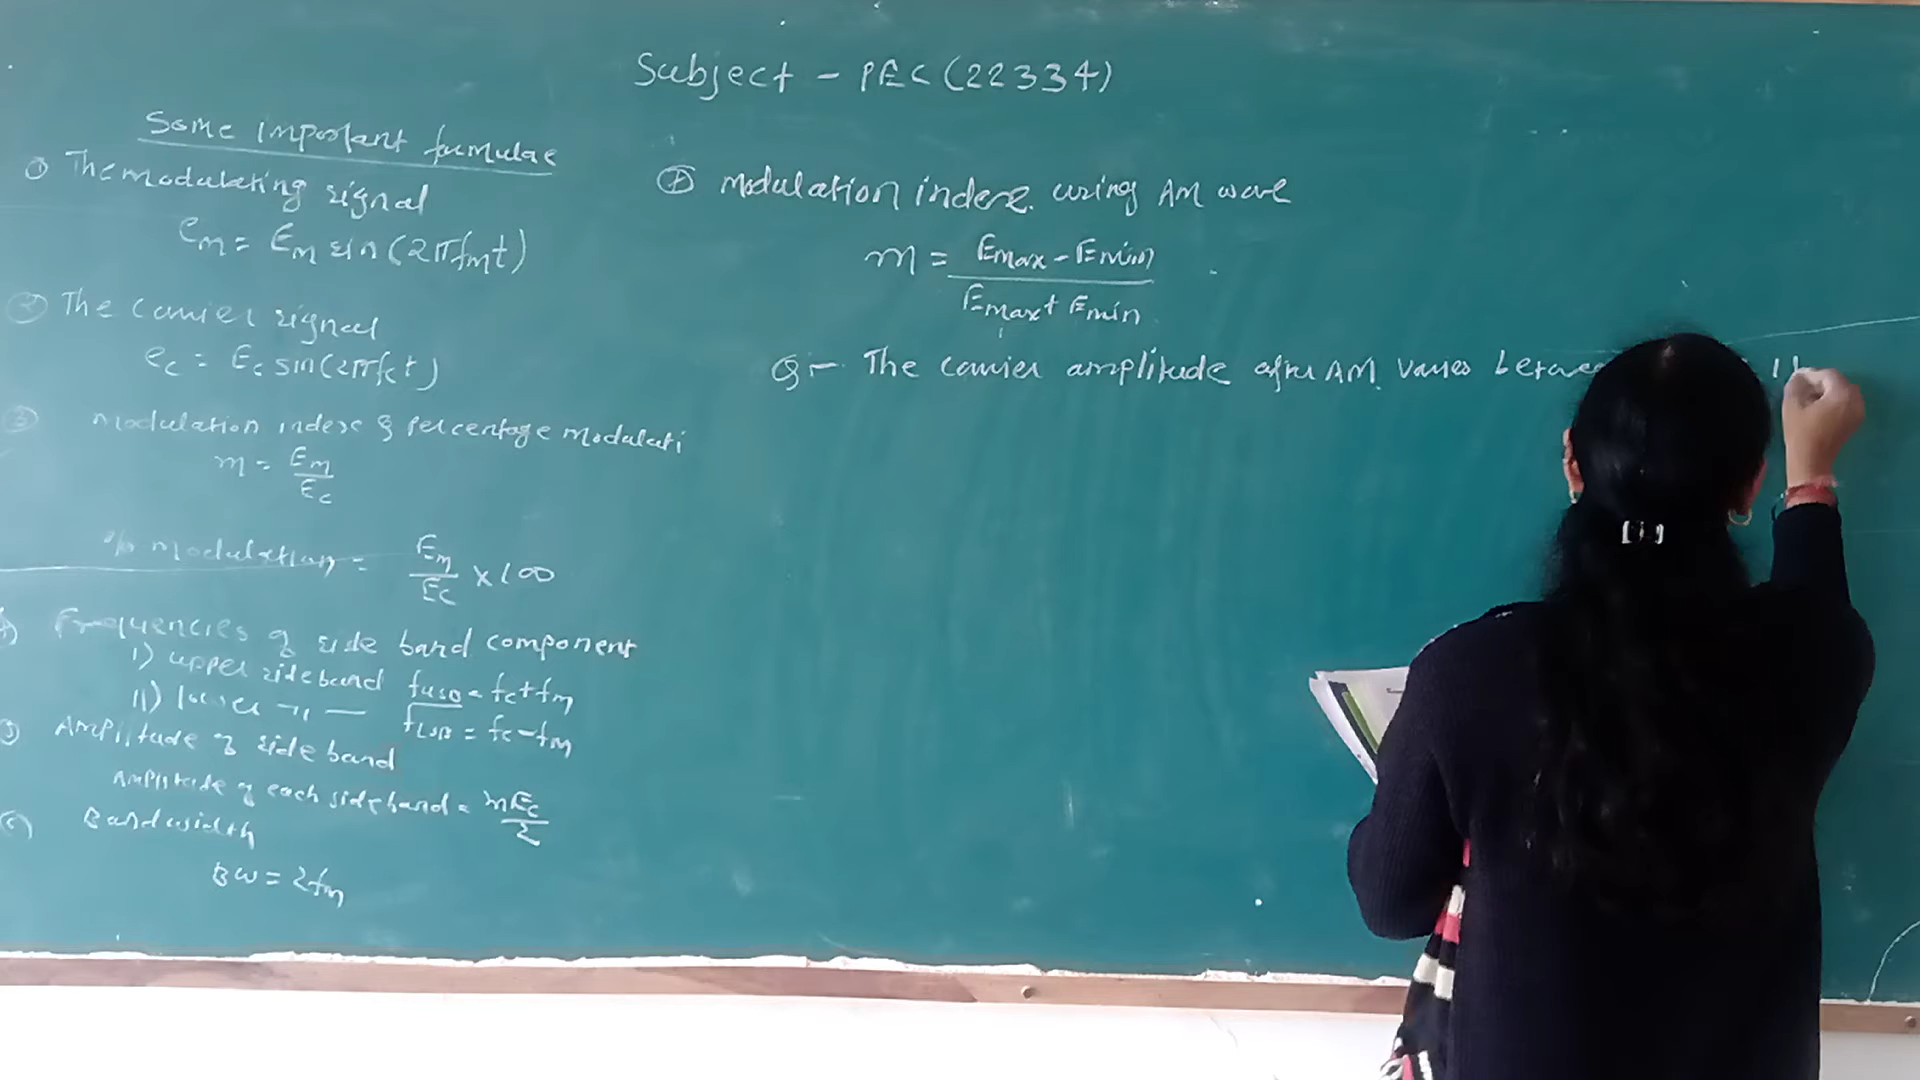 Subject - PEC (22334)
Some important formulae
① The modulating signal
em = Em sin (2πfmt)
② The carrier signal
ec = Ec sin (2πfct)
③ modulation index & percentage modulati
m = Em/Ec
% modulation = Em/Ec × 100
4) Frequencies of side band component
i) upper sideband fUSB = fc + fm
ii) lower -,,- fLSB = fc - fm
⑤ Amplitude of side band
Amplitude of each sideband = mEc/2
⑥ Bandwidth
BW = 2fm
⑦ modulation index using AM wave
m = Emax - Emin / Emax + Emin
Q:- The carrier amplitude after AM varies